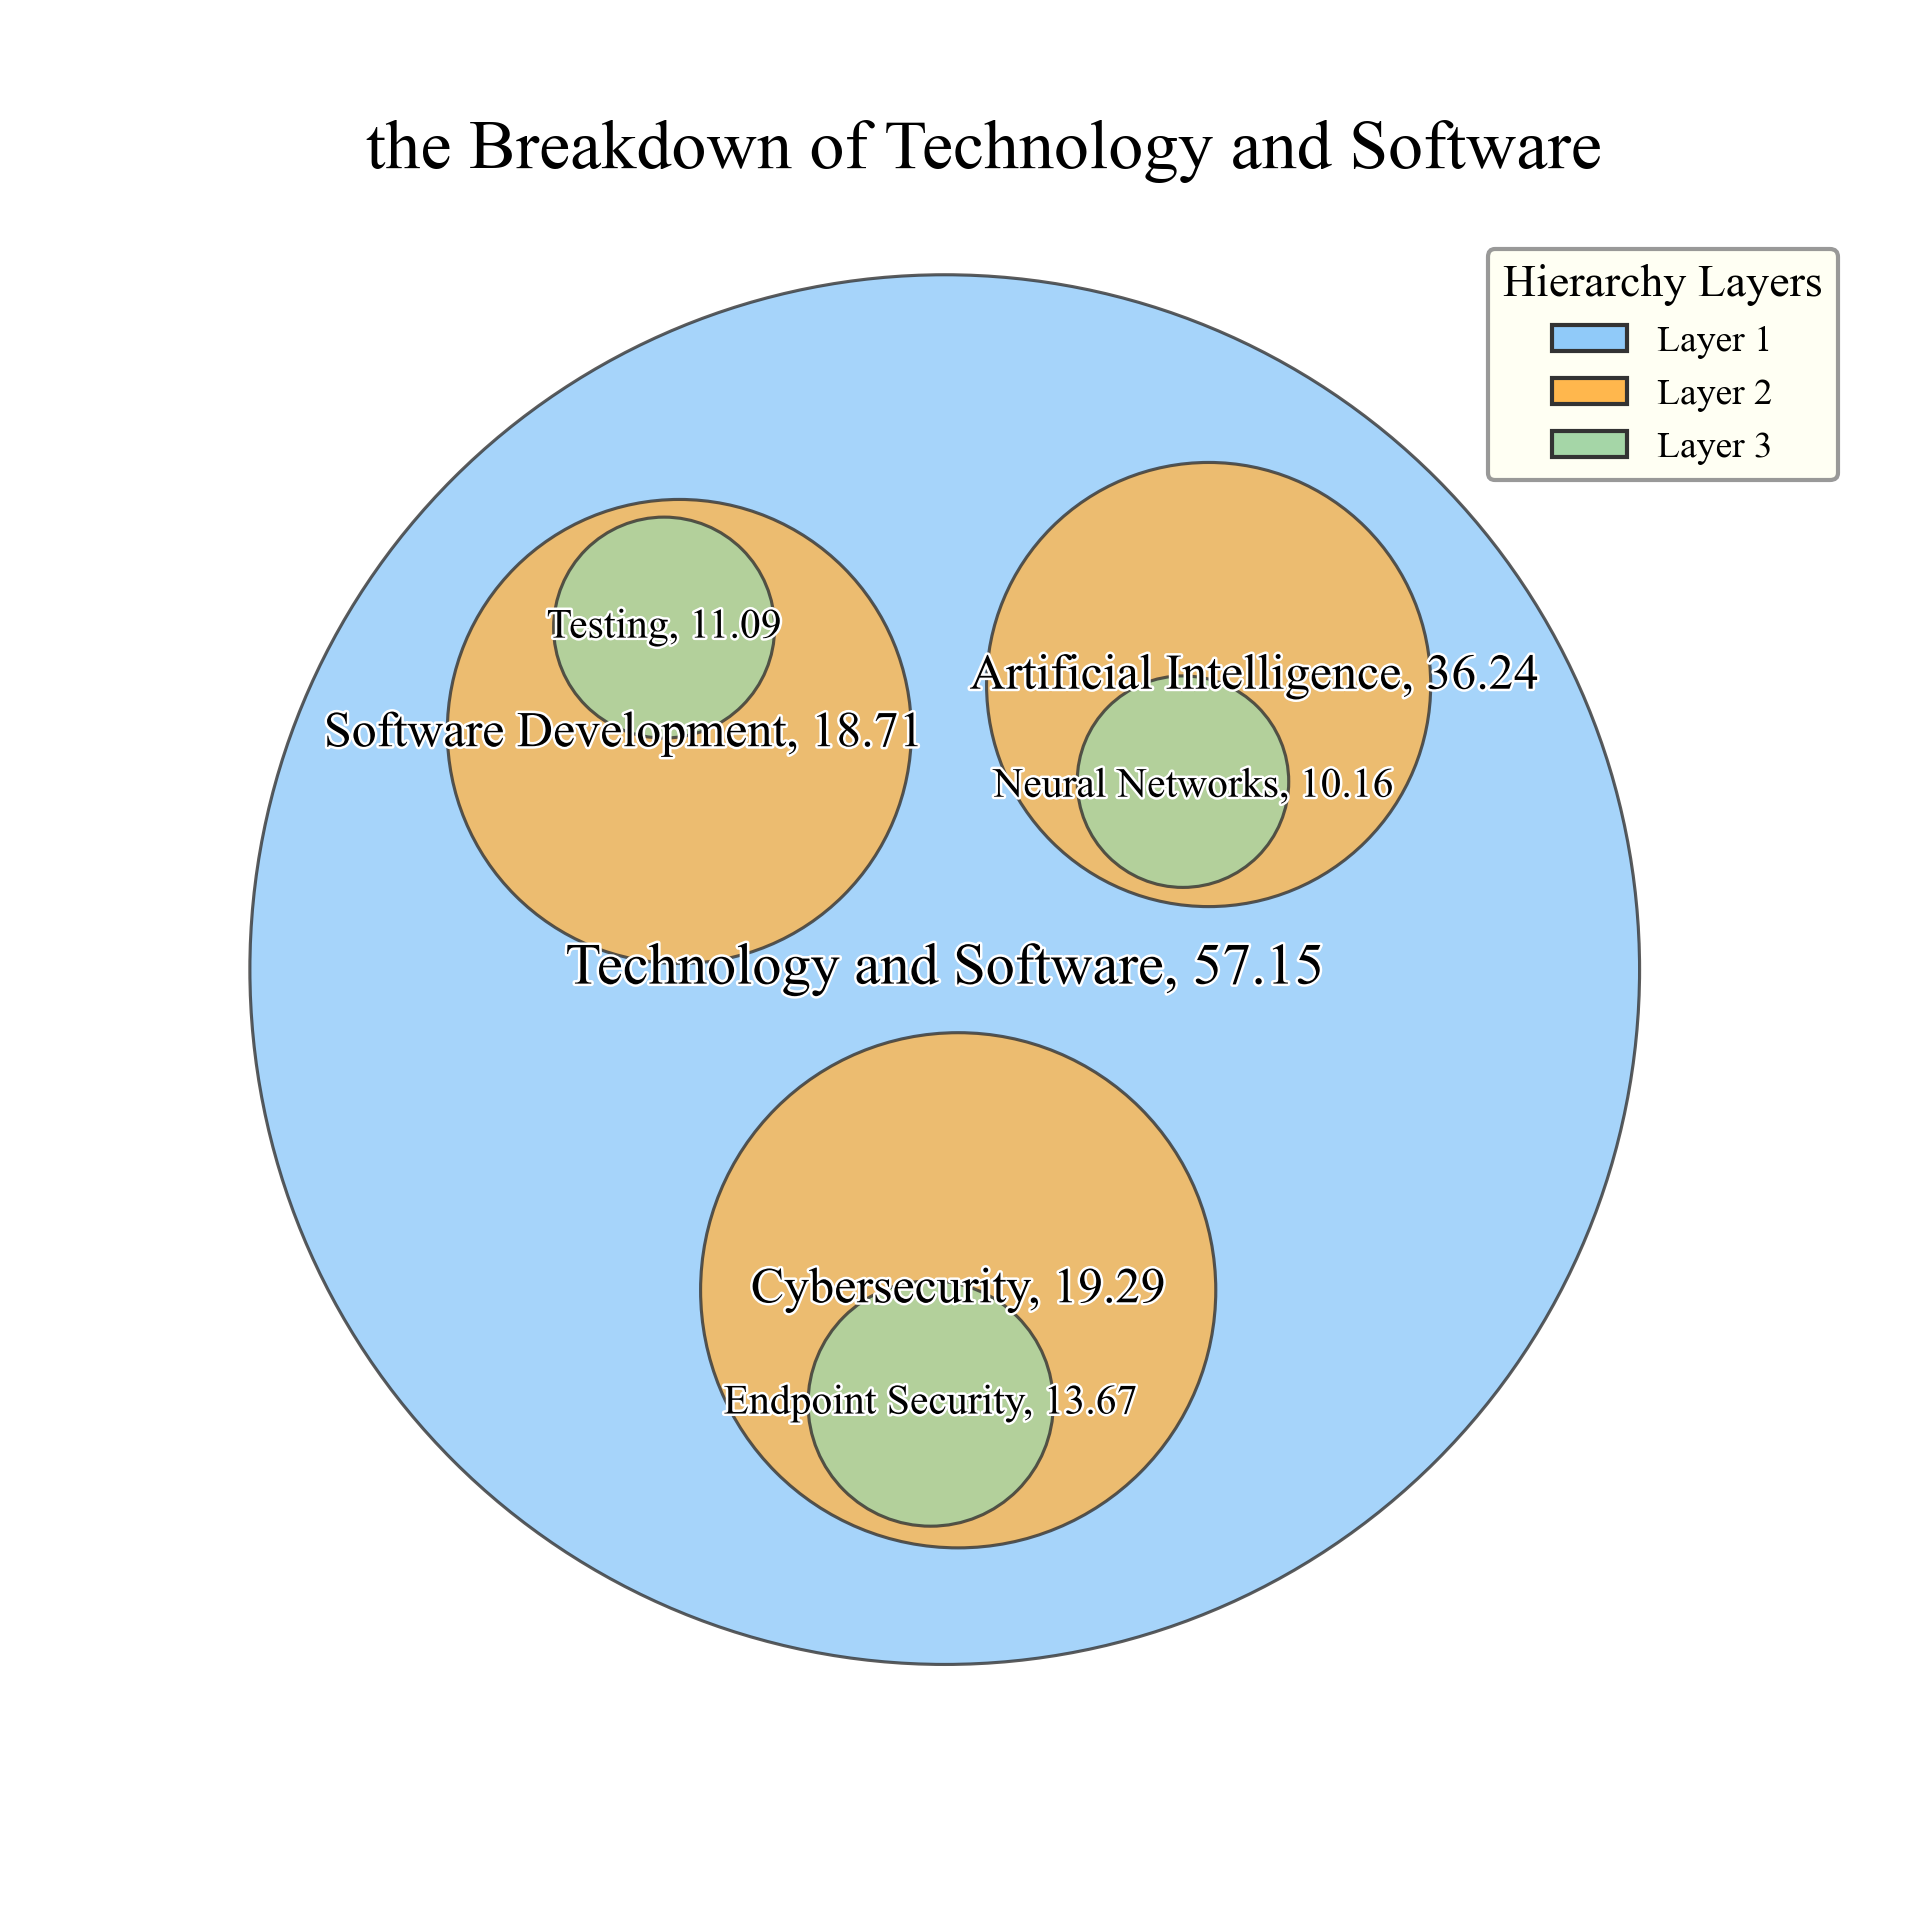 the Breakdown of Technology and Software
Hierarchy Layers
Layer 1
Layer 2
Layer 3
Testing, 11.09
Artificial Intelligence, 36.24
Software Development, 18.71
Neural Networks, 10.16
Technology and Software, 57.15
Cybersecurity, 19.29
Endpoint Security, 13.67